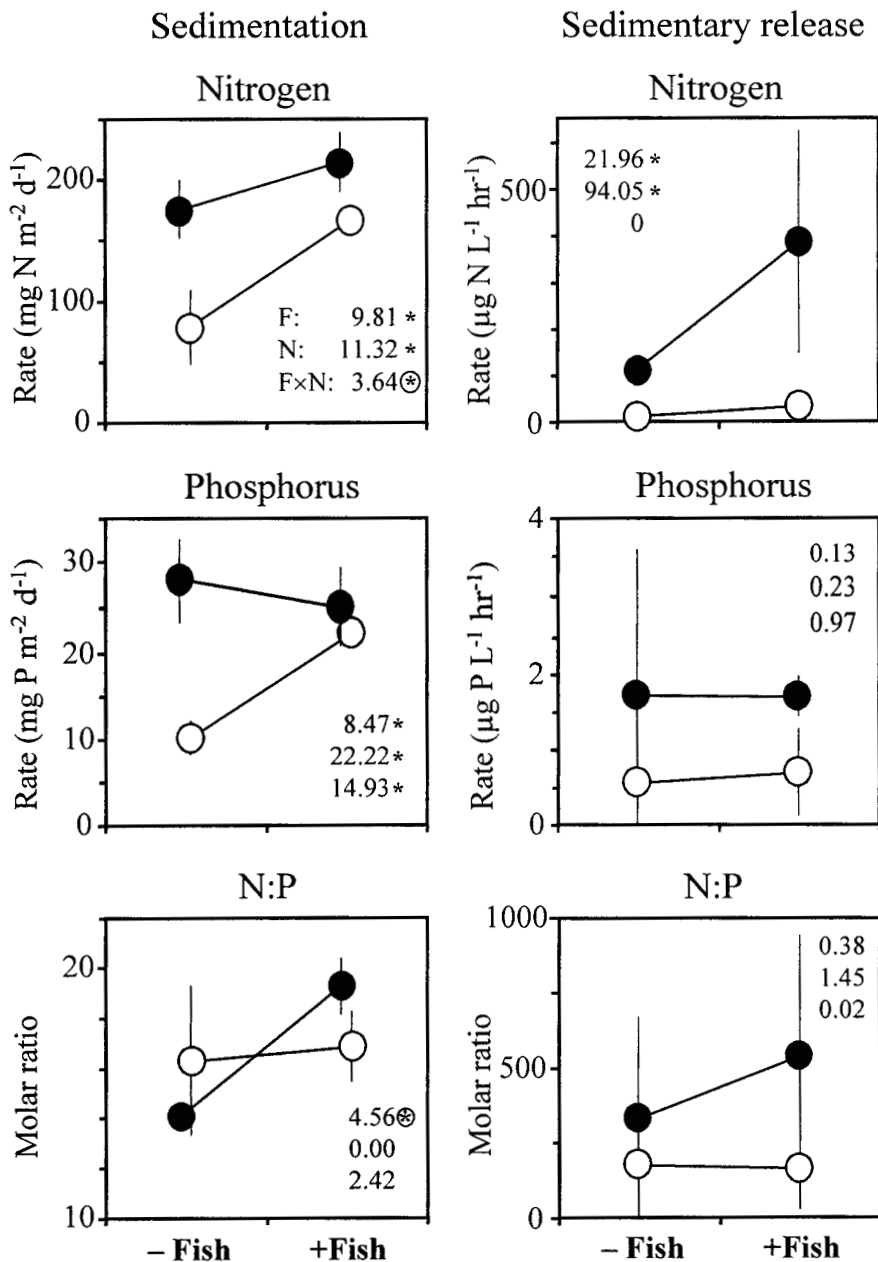 Sedimentation
Nitrogen
Rate (mg N m⁻² d⁻¹)
200
100
0
F: 9.81 *
N: 11.32 *
F×N: 3.64 ⊛
Phosphorus
Rate (mg P m⁻² d⁻¹)
30
20
10
0
8.47 *
22.22 *
14.93 *
N:P
Molar ratio
20
10
4.56 ⊛
0.00
2.42
– Fish +Fish
Sedimentary release
Nitrogen
Rate (µg N L⁻¹ hr⁻¹)
500
0
21.96 *
94.05 *
0
Phosphorus
Rate (µg P L⁻¹ hr⁻¹)
4
2
0
0.13
0.23
0.97
N:P
Molar ratio
1000
500
0
0.38
1.45
0.02
– Fish +Fish